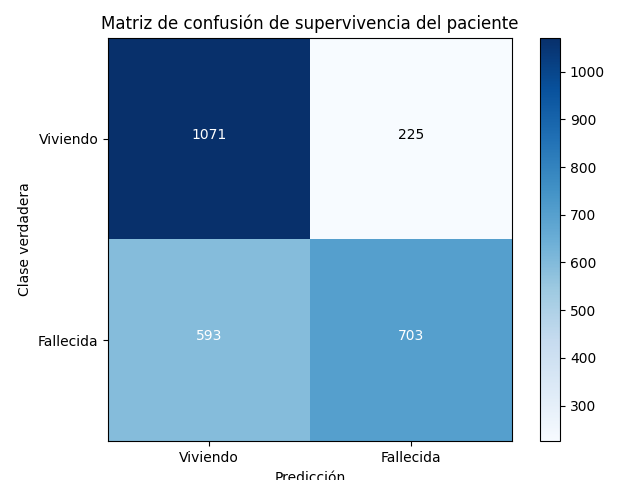 Matriz de confusión de supervivencia del paciente
Clase verdadera
Viviendo
1071
225
Fallecida
593
703
Viviendo
Fallecida
Predicción
1000
900
800
700
600
500
400
300